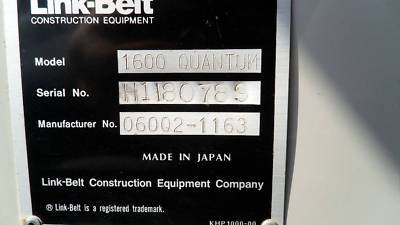 Link-Belt
CONSTRUCTION EQUIPMENT
Model 1600 QUANTUM
Serial No. H1180783
Manufacturer No. 06002-1163
MADE IN JAPAN
Link-Belt Construction Equipment Company
® Link-Belt is a registered trademark.
KHP1000-00